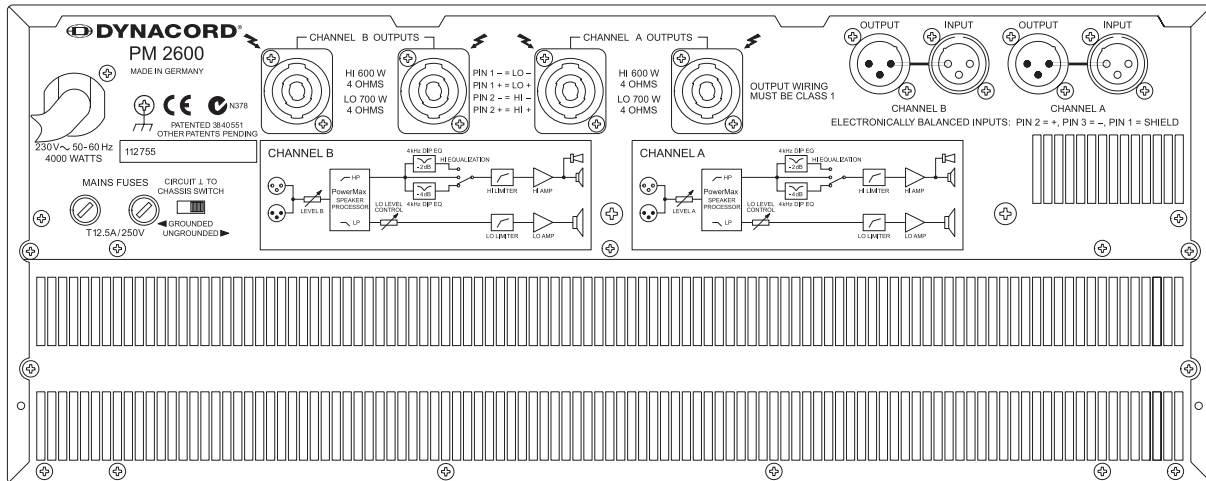 DYNACORD®
PM 2600
MADE IN GERMANY
N378
PATENTED 3840551
OTHER PATENTS PENDING
230V~ 50-60 Hz
4000 WATTS
112755
MAINS FUSES
T12.5A/250V
CIRCUIT ⊥ TO
CHASSIS SWITCH
◄GROUNDED
UNGROUNDED►
CHANNEL B OUTPUTS
HI 600 W
4 OHMS
LO 700 W
4 OHMS
PIN 1 – = LO –
PIN 1 + = LO +
PIN 2 – = HI –
PIN 2 + = HI +
CHANNEL A OUTPUTS
HI 600 W
4 OHMS
LO 700 W
4 OHMS
OUTPUT WIRING
MUST BE CLASS 1
OUTPUT
INPUT
OUTPUT
INPUT
CHANNEL B
CHANNEL A
ELECTRONICALLY BALANCED INPUTS: PIN 2 = +, PIN 3 = –, PIN 1 = SHIELD
CHANNEL B
LEVEL B
HP
PowerMax
SPEAKER
PROCESSOR
LP
LO LEVEL
CONTROL
4kHz DIP EQ
-2dB
-4dB
4kHz DIP EQ
HI EQUALIZATION
HI LIMITER
HI AMP
LO LIMITER
LO AMP
CHANNEL A
LEVEL A
HP
PowerMax
SPEAKER
PROCESSOR
LP
LO LEVEL
CONTROL
4kHz DIP EQ
-2dB
-4dB
4kHz DIP EQ
HI EQUALIZATION
HI LIMITER
HI AMP
LO LIMITER
LO AMP